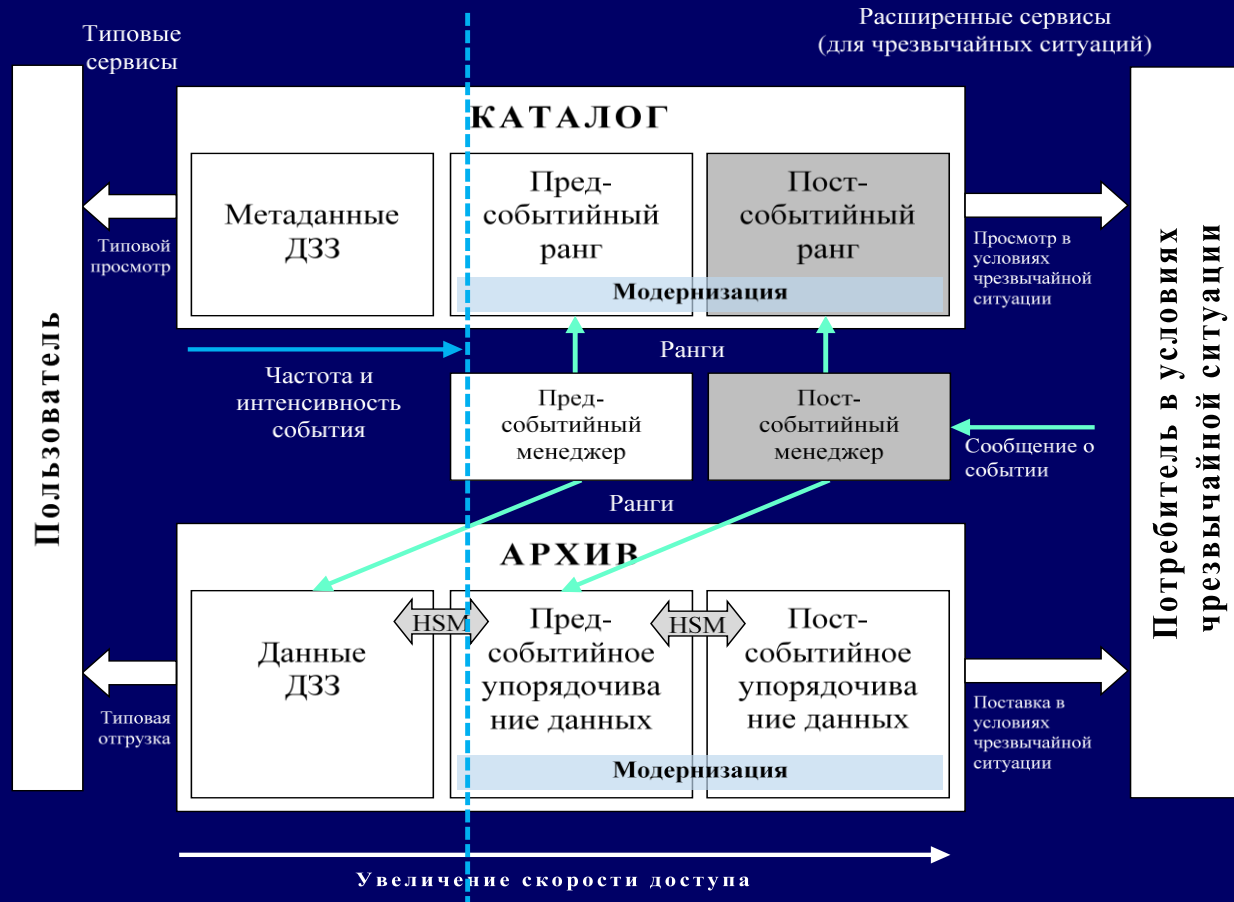 Типовые
сервисы
Расширенные сервисы
(для чрезвычайных ситуаций)
КАТАЛОГ
Метаданные
ДЗЗ
Пред-
событийный
ранг
Пост-
событийный
ранг
Модернизация
Типовой
просмотр
Просмотр в
условиях
чрезвычайной
ситуации
Пользователь
Потребитель в условиях
чрезвычайной ситуации
Ранги
Частота и
интенсивность
события
Пред-
событийный
менеджер
Пост-
событийный
менеджер
Сообщение о
событии
Ранги
АРХИВ
Данные
ДЗЗ
HSM
Пред-
событийное
упорядочива
ние данных
HSM
Пост-
событийное
упорядочива
ние данных
Модернизация
Типовая
отгрузка
Поставка в
условиях
чрезвычайной
ситуации
Увеличение скорости доступа